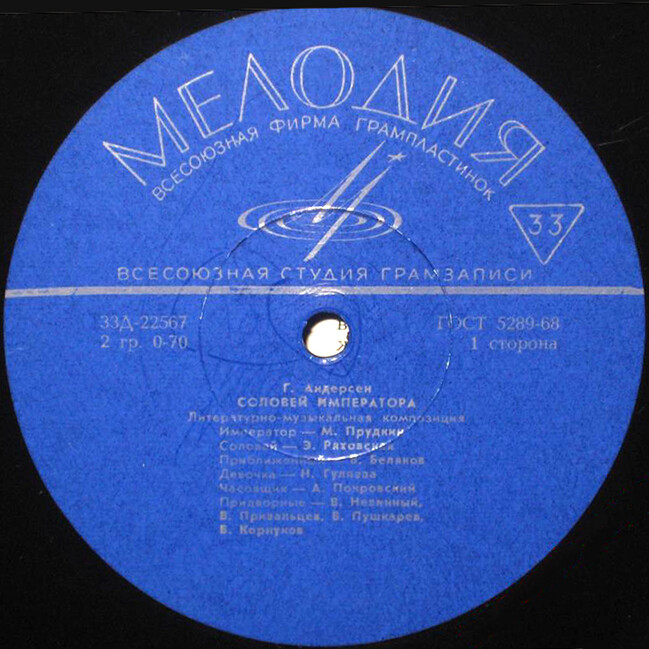 МЕЛОДИЯ
ВСЕСОЮЗНАЯ ФИРМА ГРАМПЛАСТИНОК
33
ВСЕСОЮЗНАЯ СТУДИЯ ГРАМЗАПИСИ
33Д-22567
ГОСТ 5289-68
2 гр. 0-70
1 сторона
Г. Андерсен
СОЛОВЕЙ ИМПЕРАТОРА
Литературно-музыкальная композиция
Император — М. Прудкин
Соловей — Э.
В. Беляков
Девочка — Н. Гуляева
Часовщик — А. Покровский
Придворные — В. Невинный,
В. Привальцев, В. Пушкарев,
В. Корнуков